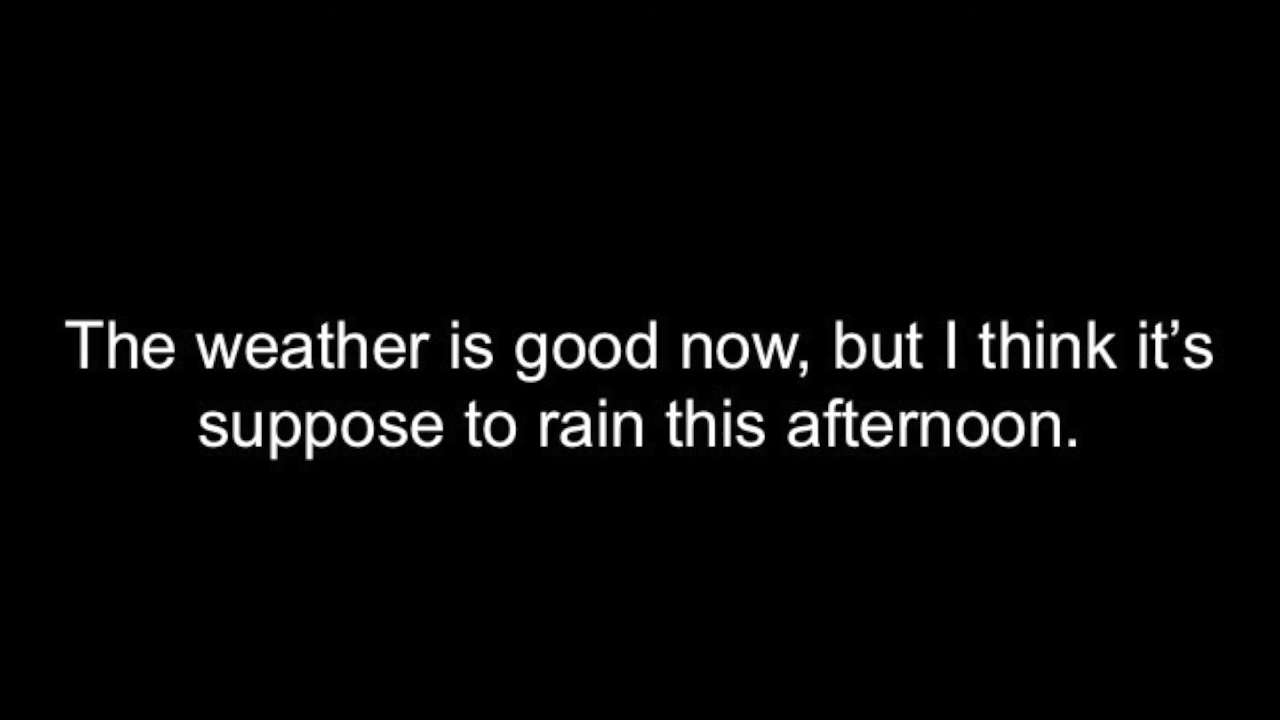 The weather is good now, but I think it’s
suppose to rain this afternoon.